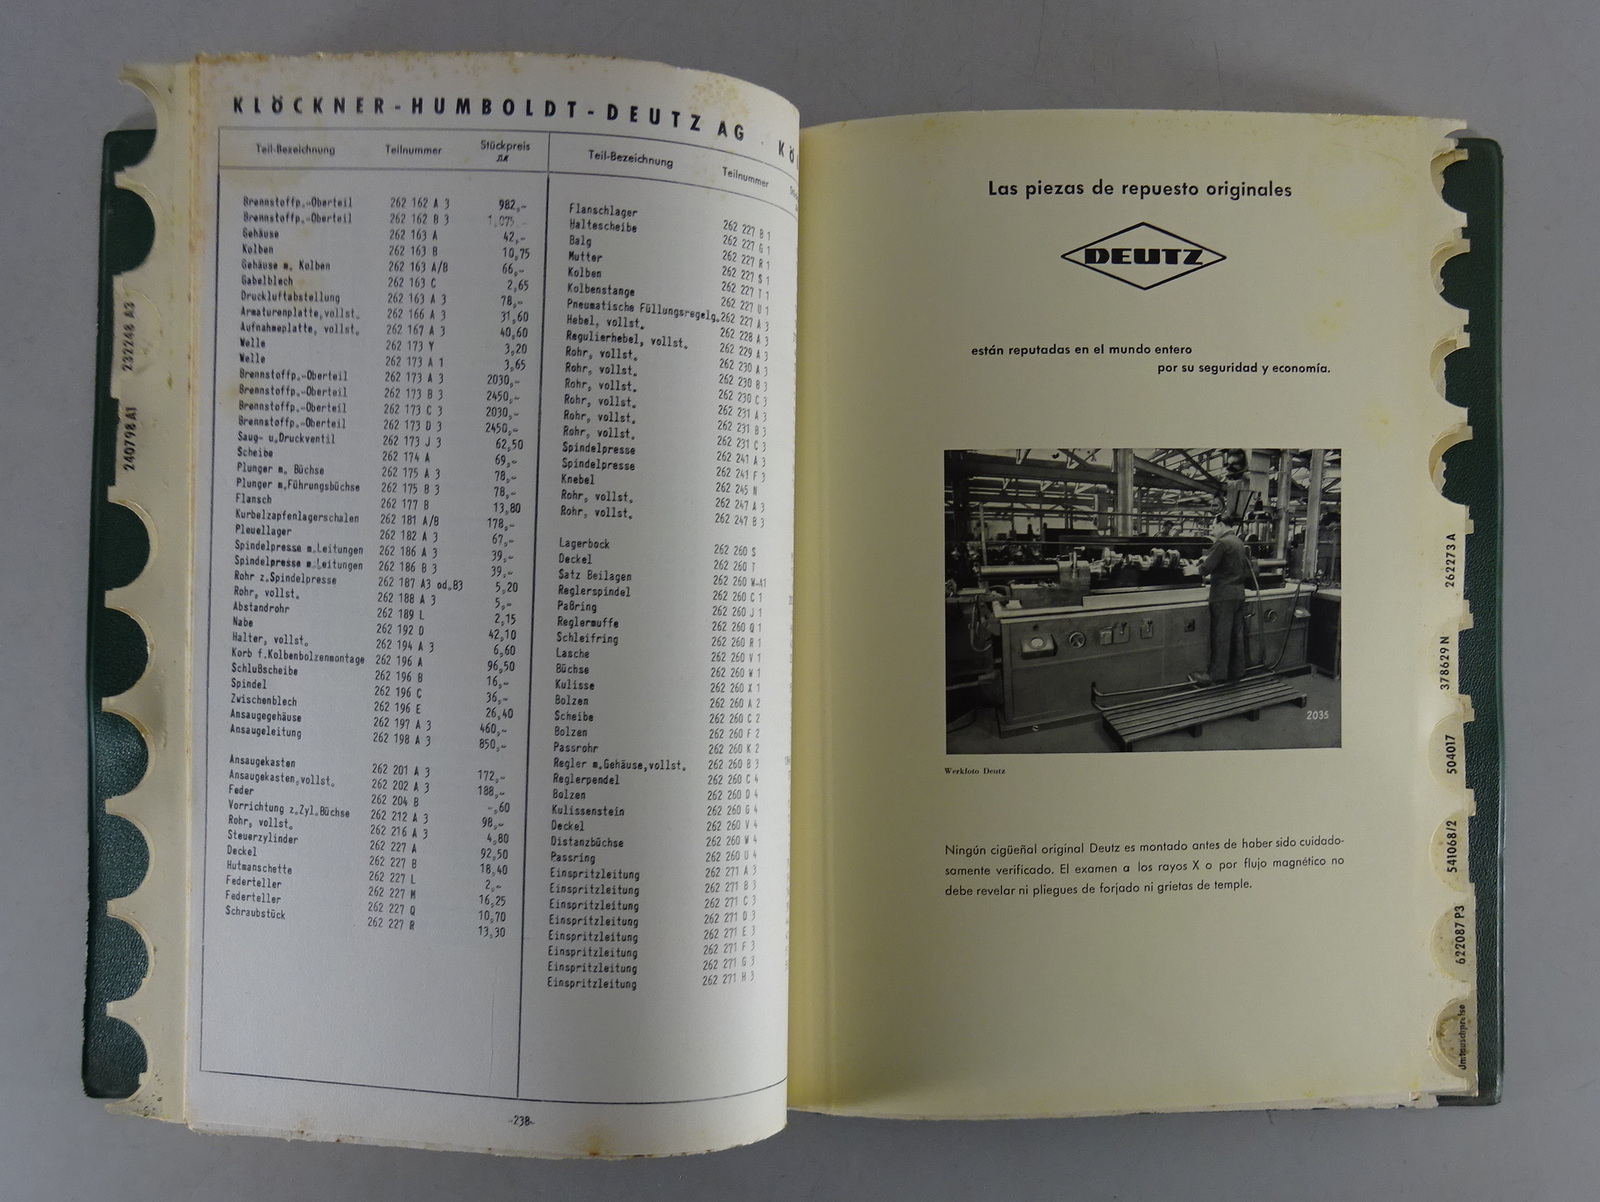 KLÖCKNER-HUMBOLDT-DEUTZ AG · KÖ
Teil-Bezeichnung Teilnummer Stückpreis
Brennstoffp.-Oberteil 262 162 A 3 982,-
Brennstoffp.-Oberteil 262 162 B 3 1.075,-
Gehäuse 262 163 A 42,-
Kolben 262 163 B 10,75
Gehäuse m. Kolben 262 163 A/B 66,-
Gabelblech 262 163 C 2,65
Druckluftabstellung 262 163 A 3 78,-
Armaturenplatte,vollst. 262 166 A 3 31,60
Aufnahmeplatte, vollst. 262 167 A 3 40,60
Welle 262 173 Y 3,20
Welle 262 173 A 1 3,65
Brennstoffp.-Oberteil 262 173 A 3 2030,-
Brennstoffp.-Oberteil 262 173 B 3 2450,-
Brennstoffp.-Oberteil 262 173 C 3 2030,-
Brennstoffp.-Oberteil 262 173 D 3 2450,-
Saug- u.Druckventil 262 173 J 3 62,50
Scheibe 262 174 A 69,-
Plunger m. Büchse 262 175 A 3 78,-
Plunger m.Führungsbüchse 262 175 B 3 78,-
Flansch 262 177 B 13,80
Kurbelzapfenlagerschalen 262 181 A/B 178,-
Pleuellager 262 182 A 3 67,-
Spindelpresse m.Leitungen 262 186 A 3 39,-
Spindelpresse m.Leitungen 262 186 B 3 39,-
Rohr z.Spindelpresse 262 187 A3 od.B3 5,20
Rohr, vollst. 262 188 A 3 5,-
Abstandrohr 262 189 L 2,15
Nabe 262 192 D 42,10
Halter, vollst. 262 194 A 3 6,60
Korb f.Kolbenbolzenmontage 262 196 A 96,50
Schlußscheibe 262 196 B 16,-
Spindel 262 196 C 36,-
Zwischenblech 262 196 E 26,40
Ansaugegehäuse 262 197 A 3 460,-
Ansaugeleitung 262 198 A 3 850,-
Ansaugekasten 262 201 A 3 172,-
Ansaugekasten,vollst. 262 202 A 3 188,-
Feder 262 204 B -,60
Vorrichtung z.Zyl.Büchse 262 212 A 3 98,-
Rohr, vollst. 262 216 A 3 4,80
Steuerzylinder 262 227 A 92,50
Deckel 262 227 B 18,40
Hutmanschette 262 227 L 2,-
Federteller 262 227 M 16,25
Federteller 262 227 Q 10,70
Schraubstück 262 227 R 13,30
Teil-Bezeichnung Teilnummer
Flanschlager 262 227 B 1
Haltescheibe 262 227 G 1
Balg 262 227 R 1
Mutter 262 227 S 1
Kolben 262 227 T 1
Kolbenstange 262 227 U 1
Pneumatische Füllungsregelg. 262 227 A 3
Hebel, vollst. 262 228 A 3
Regulierhebel, vollst. 262 229 A 3
Rohr, vollst. 262 230 A 3
Rohr, vollst. 262 230 B 3
Rohr, vollst. 262 230 C 3
Rohr, vollst. 262 231 A 3
Rohr, vollst. 262 231 B 3
Rohr, vollst. 262 231 C 3
Spindelpresse 262 241 A 3
Spindelpresse 262 241 F 3
Knebel 262 245 N
Rohr, vollst. 262 247 A 3
Rohr, vollst. 262 247 B 3
Lagerbock 262 260 S
Deckel 262 260 T
Satz Beilagen 262 260 W-A1
Reglerspindel 262 260 C 1
Paßring 262 260 J 1
Reglermuffe 262 260 Q 1
Schleifring 262 260 R 1
Lasche 262 260 V 1
Büchse 262 260 W 1
Kulisse 262 260 X 1
Bolzen 262 260 A 2
Scheibe 262 260 C 2
Bolzen 262 260 F 2
Passrohr 262 260 K 2
Regler m.Gehäuse,vollst. 262 260 B 3
Reglerpendel 262 260 C 4
Bolzen 262 260 D 4
Kulissenstein 262 260 G 4
Deckel 262 260 V 4
Distanzbüchse 262 260 W 4
Passring 262 260 U 4
Einspritzleitung 262 271 A 3
Einspritzleitung 262 271 B 3
Einspritzleitung 262 271 C 3
Einspritzleitung 262 271 D 3
Einspritzleitung 262 271 E 3
Einspritzleitung 262 271 F 3
Einspritzleitung 262 271 G 3
Einspritzleitung 262 271 H 3
-238-
232248 A3
240798 A1
Las piezas de repuesto originales
DEUTZ
están reputadas en el mundo entero
por su seguridad y economía.
2035
Werkfoto Deutz
Ningún cigüeñal original Deutz es montado antes de haber sido cuidado-
samente verificado. El examen a los rayos X o por flujo magnético no
debe revelar ni pliegues de forjado ni grietas de temple.
262273 A
378629 N
504017
541068/2
622087 P3
Umtauschpreise